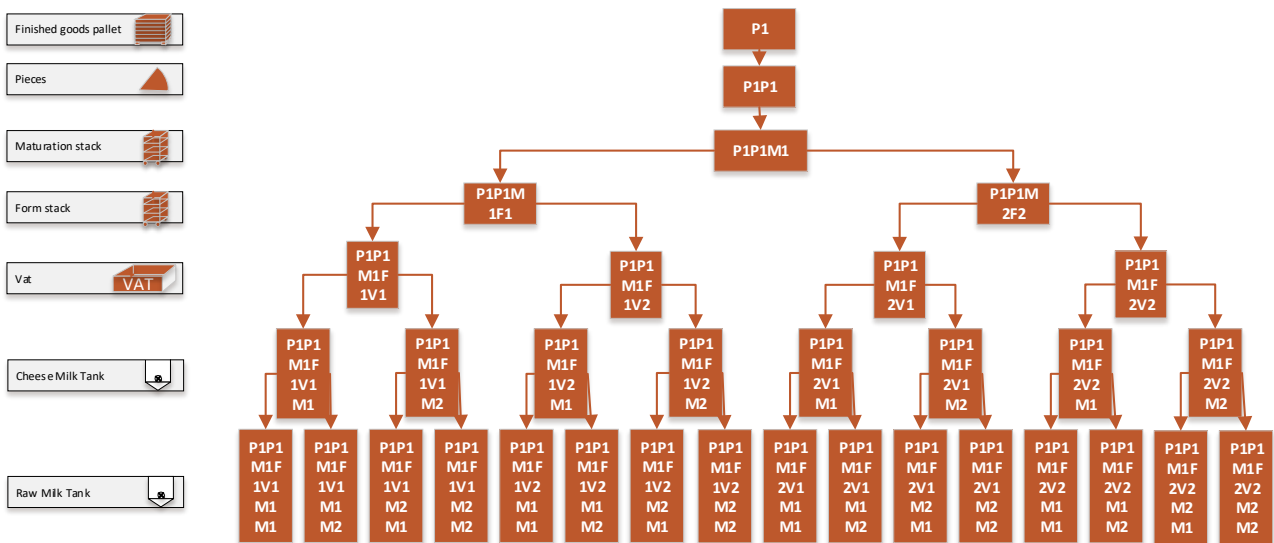 Finished goods pallet
P1
Pieces
P1P1
Maturation stack
P1P1M1
Form stack
P1P1M
1F1
P1P1M
2F2
Vat
VAT
P1P1
M1F
1V1
P1P1
M1F
1V2
P1P1
M1F
2V1
P1P1
M1F
2V2
Cheese Milk Tank
P1P1
M1F
1V1
M1
P1P1
M1F
1V1
M2
P1P1
M1F
1V2
M1
P1P1
M1F
1V2
M2
P1P1
M1F
2V1
M1
P1P1
M1F
2V1
M2
P1P1
M1F
2V2
M1
P1P1
M1F
2V2
M2
Raw Milk Tank
P1P1
M1F
1V1
M1
M1
P1P1
M1F
1V1
M1
M2
P1P1
M1F
1V1
M2
M1
P1P1
M1F
1V1
M2
M2
P1P1
M1F
1V2
M1
M1
P1P1
M1F
1V2
M1
M2
P1P1
M1F
1V2
M2
M1
P1P1
M1F
1V2
M2
M2
P1P1
M1F
2V1
M1
M1
P1P1
M1F
2V1
M1
M2
P1P1
M1F
2V1
M2
M1
P1P1
M1F
2V1
M2
M2
P1P1
M1F
2V2
M1
M1
P1P1
M1F
2V2
M1
M2
P1P1
M1F
2V2
M2
M1
P1P1
M1F
2V2
M2
M2